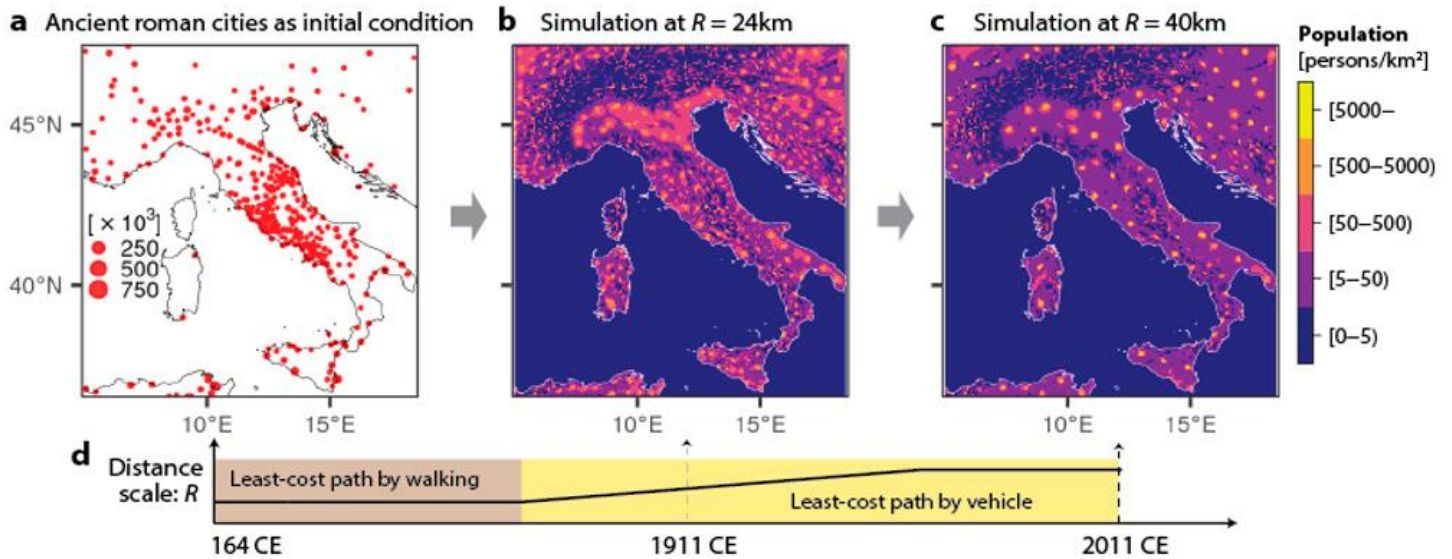 a Ancient roman cities as initial condition
b Simulation at R = 24km
c Simulation at R = 40km
Population
[persons/km²]
[5000–
[500–5000)
[50–500)
[5–50)
[0–5)
45°N
40°N
[ × 10³]
250
500
750
10°E 15°E
10°E 15°E
10°E 15°E
d
Distance
scale: R
Least-cost path by walking
Least-cost path by vehicle
164 CE 1911 CE 2011 CE